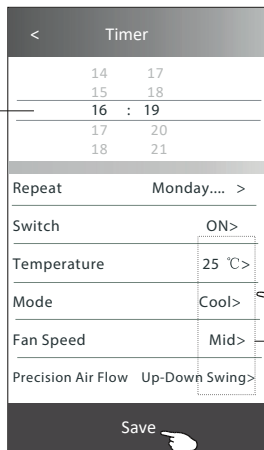 < Timer
14 17
15 18
16 : 19
17 20
18 21
Repeat Monday.... >
Switch ON>
Temperature 25 ℃>
Mode Cool>
Fan Speed Mid>
Precision Air Flow Up-Down Swing>
Save